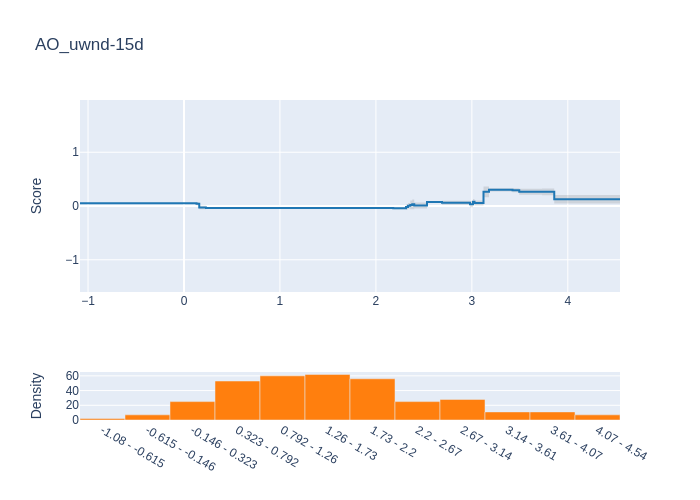 AO_uwnd-15d
Score
1
0
−1
−1
0
1
2
3
4
Density
60
40
20
0
-1.08 - -0.615
-0.615 - -0.146
-0.146 - 0.323
0.323 - 0.792
0.792 - 1.26
1.26 - 1.73
1.73 - 2.2
2.2 - 2.67
2.67 - 3.14
3.14 - 3.61
3.61 - 4.07
4.07 - 4.54